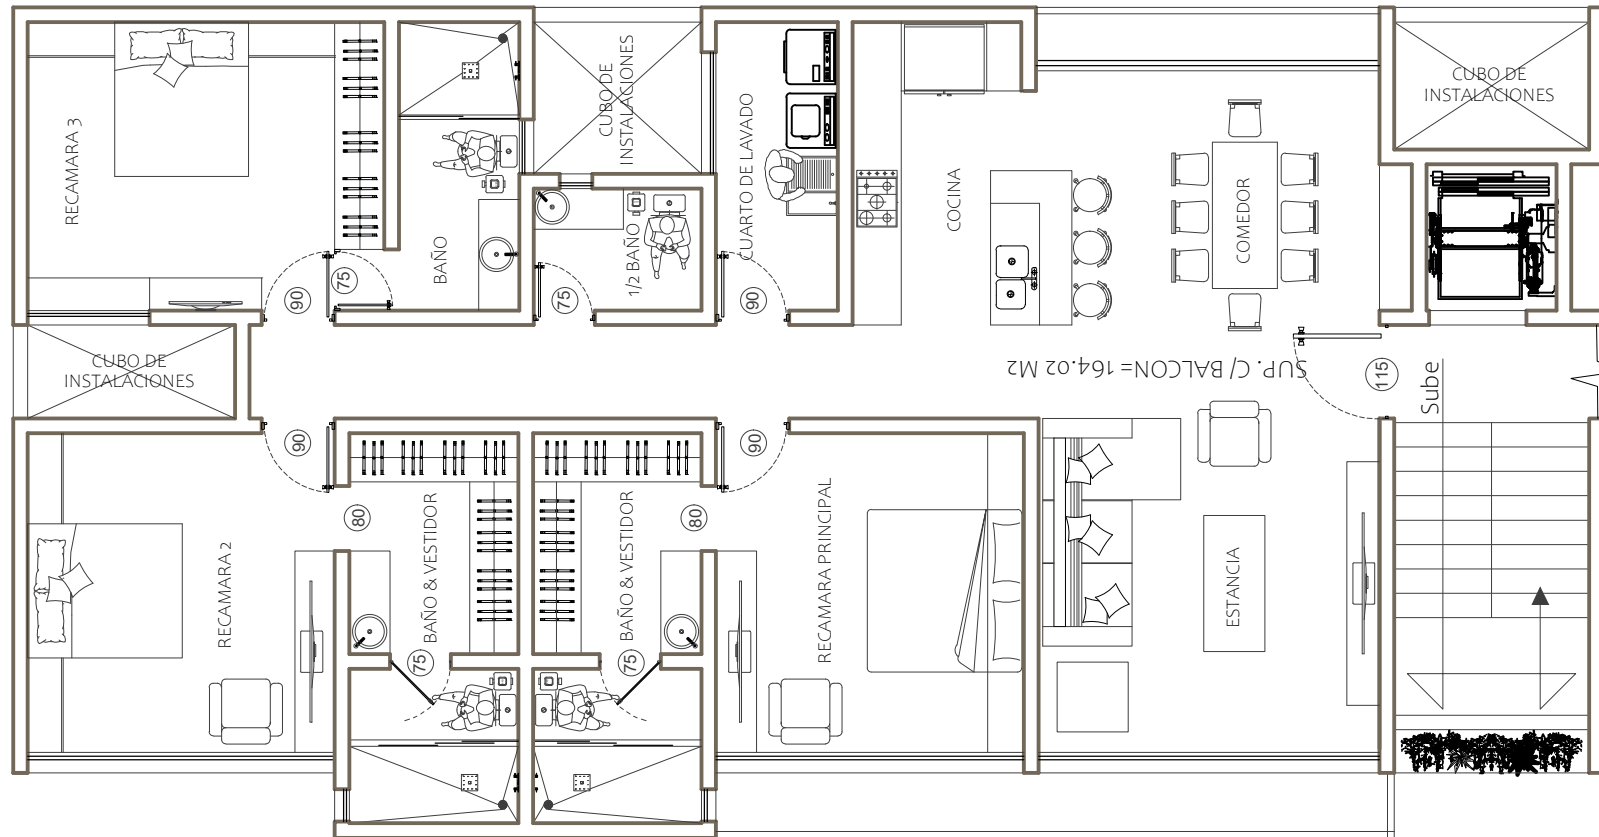 RECAMARA 3
BAÑO
CUBO DE
INSTALACIONES
1/2 BAÑO
CUARTO DE LAVADO
COCINA
COMEDOR
CUBO DE
INSTALACIONES
90
75
75
90
CUBO DE
INSTALACIONES
SUP. C/ BALCON= 164.02 M2
115
Sube
90
90
80
80
RECAMARA 2
BAÑO & VESTIDOR
BAÑO & VESTIDOR
RECAMARA PRINCIPAL
ESTANCIA
75
75